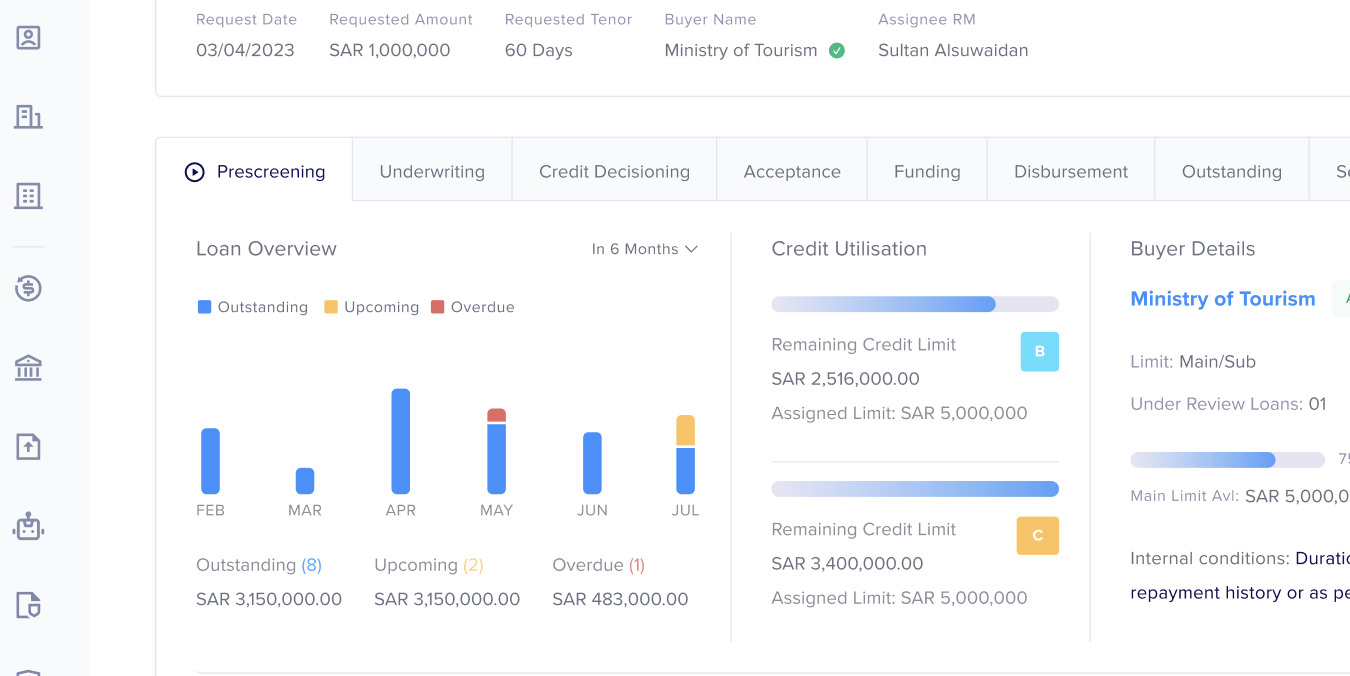 Request Date Requested Amount Requested Tenor Buyer Name Assignee RM
03/04/2023 SAR 1,000,000 60 Days Ministry of Tourism Sultan Alsuwaidan
Prescreening Underwriting Credit Decisioning Acceptance Funding Disbursement Outstanding
Loan Overview In 6 Months
Outstanding Upcoming Overdue
FEB MAR APR MAY JUN JUL
Outstanding (8) Upcoming (2) Overdue (1)
SAR 3,150,000.00 SAR 3,150,000.00 SAR 483,000.00
Credit Utilisation
Remaining Credit Limit
B
SAR 2,516,000.00
Assigned Limit: SAR 5,000,000
Remaining Credit Limit
C
SAR 3,400,000.00
Assigned Limit: SAR 5,000,000
Buyer Details
Ministry of Tourism
Limit: Main/Sub
Under Review Loans: 01
75
Main Limit Avl: SAR 5,000,0
Internal conditions: Duratio
repayment history or as pe